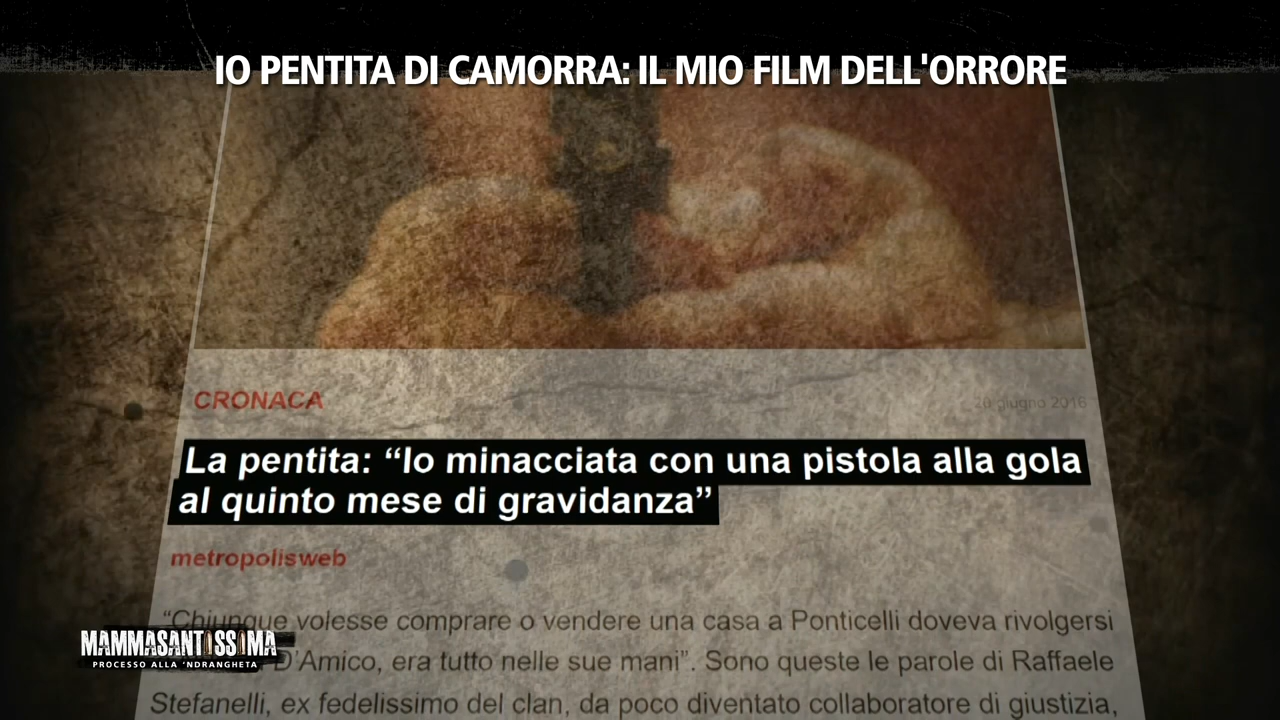 IO PENTITA DI CAMORRA: IL MIO FILM DELL'ORRORE
CRONACA
26 giugno 2016
La pentita: “Io minacciata con una pistola alla gola
al quinto mese di gravidanza”
metropolisweb
“Chiunque volesse comprare o vendere una casa a Ponticelli doveva rivolgersi
D’Amico, era tutto nelle sue mani”. Sono queste le parole di Raffaele
Stefanelli, ex fedelissimo del clan, da poco diventato collaboratore di giustizia,
MAMMASANTISSIMA
PROCESSO ALLA ‘NDRANGHETA